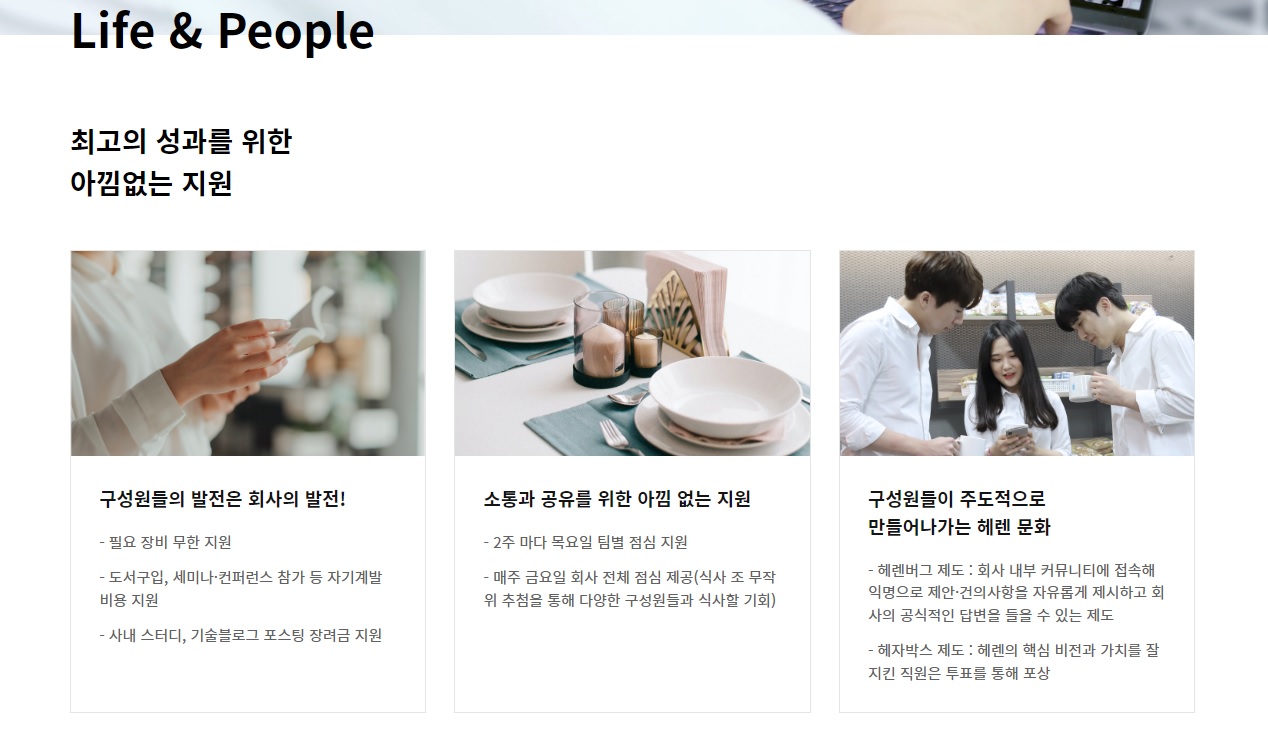 Life & People
최고의 성과를 위한
아낌없는 지원
구성원들의 발전은 회사의 발전!
- 필요 장비 무한 지원
- 도서구입, 세미나·컨퍼런스 참가 등 자기계발
비용 지원
- 사내 스터디, 기술블로그 포스팅 장려금 지원
소통과 공유를 위한 아낌 없는 지원
- 2주 마다 목요일 팀별 점심 지원
- 매주 금요일 회사 전체 점심 제공(식사 조 무작
위 추첨을 통해 다양한 구성원들과 식사할 기회)
구성원들이 주도적으로
만들어나가는 헤렌 문화
- 헤렌버그 제도 : 회사 내부 커뮤니티에 접속해
익명으로 제안·건의사항을 자유롭게 제시하고 회
사의 공식적인 답변을 들을 수 있는 제도
- 헤자박스 제도 : 헤렌의 핵심 비전과 가치를 잘
지킨 직원은 투표를 통해 포상